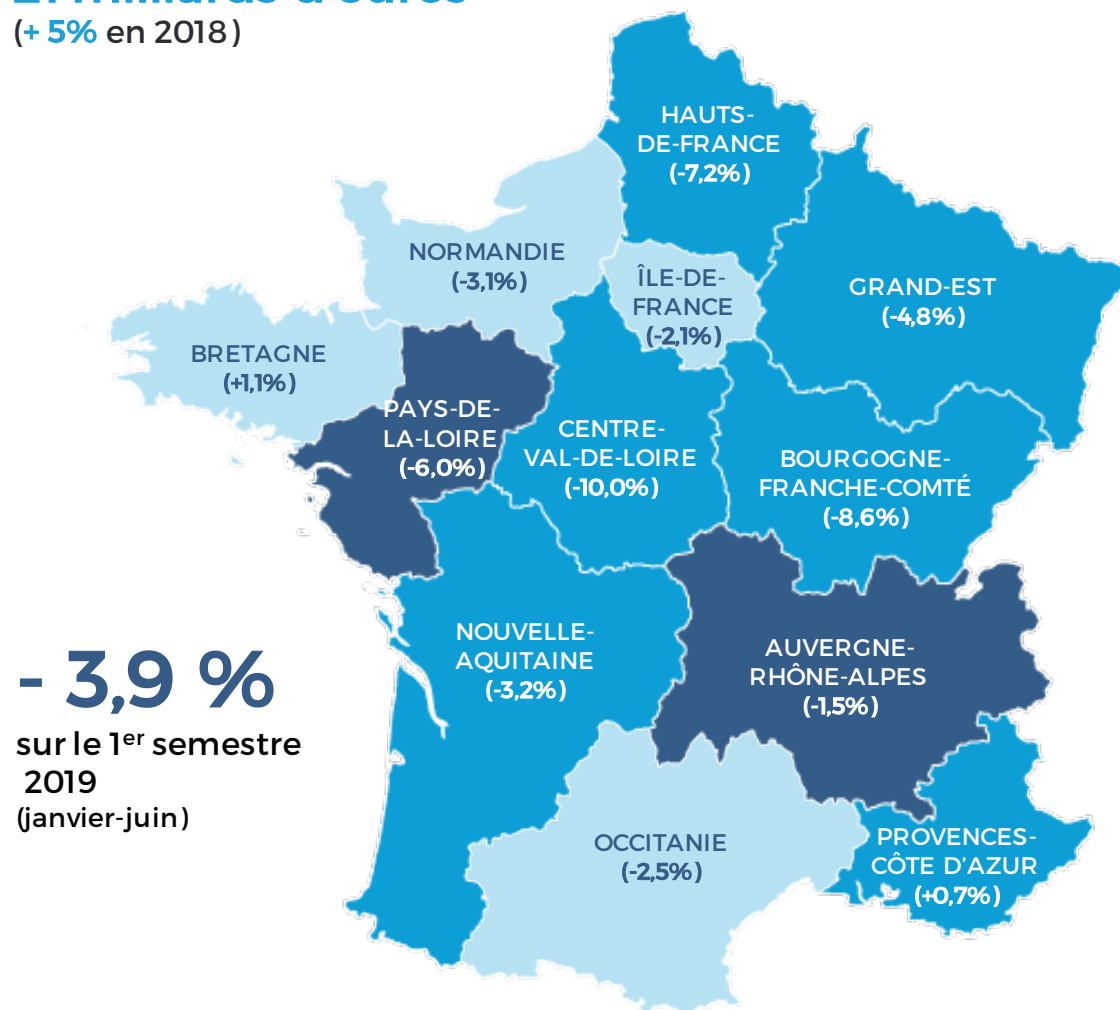 (+ 5% en 2018)
HAUTS-
DE-FRANCE
(-7,2%)
NORMANDIE
(-3,1%)
ÎLE-DE-
FRANCE
(-2,1%)
GRAND-EST
(-4,8%)
BRETAGNE
(+1,1%)
PAYS-DE-
LA-LOIRE
(-6,0%)
CENTRE-
VAL-DE-LOIRE
(-10,0%)
BOURGOGNE-
FRANCHE-COMTÉ
(-8,6%)
NOUVELLE-
AQUITAINE
(-3,2%)
AUVERGNE-
RHÔNE-ALPES
(-1,5%)
- 3,9 %
sur le 1er semestre
2019
(janvier-juin)
OCCITANIE
(-2,5%)
PROVENCES-
CÔTE D'AZUR
(+0,7%)